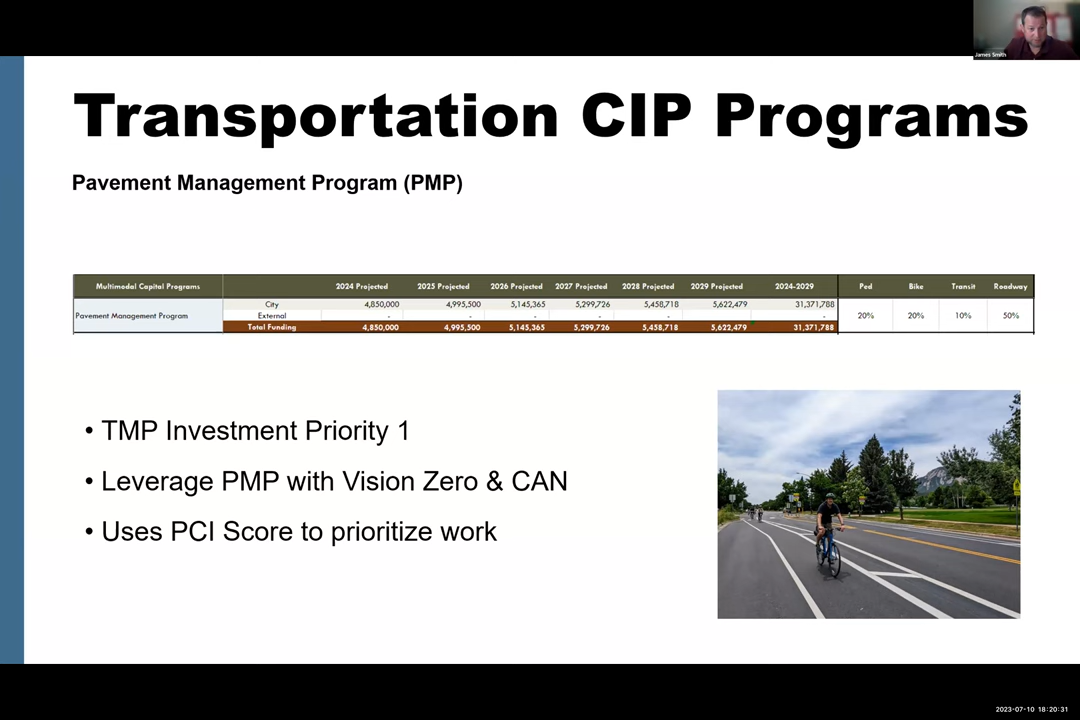 James Smith
Transportation CIP Programs
Pavement Management Program (PMP)
Multimodal Capital Programs 2024 Projected 2025 Projected 2026 Projected 2027 Projected 2028 Projected 2029 Projected 2024-2029 Ped Bike Transit Roadway
City 4,850,000 4,995,500 5,145,365 5,299,726 5,458,718 5,622,479 31,371,788
Pavement Management Program External - - - - - - - 20% 20% 10% 50%
Total Funding 4,850,000 4,995,500 5,145,365 5,299,726 5,458,718 5,622,479 31,371,788
• TMP Investment Priority 1
• Leverage PMP with Vision Zero & CAN
• Uses PCI Score to prioritize work
2023-07-10 18:20:31